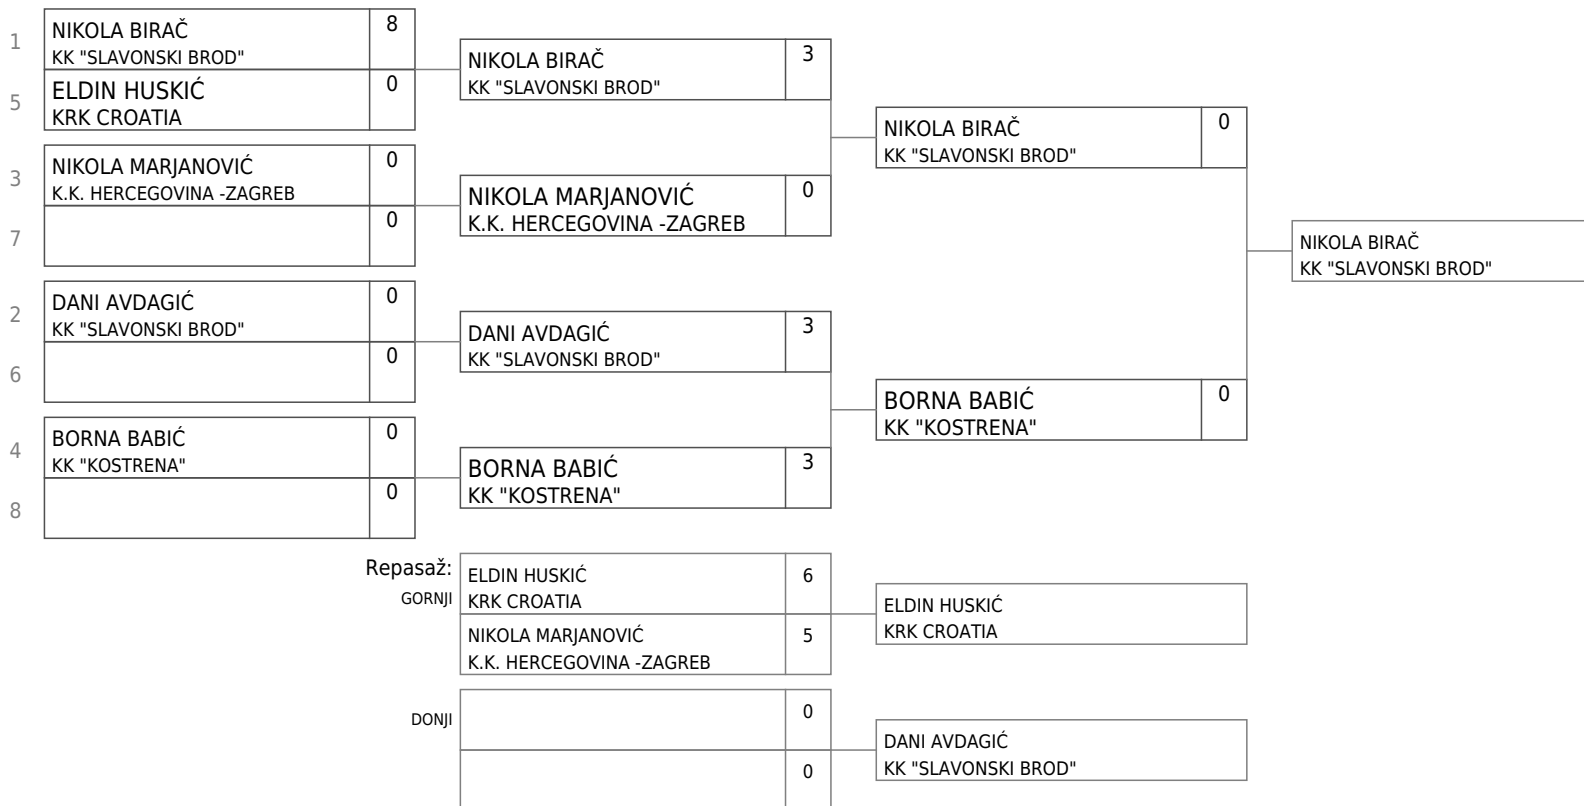 1
NIKOLA BIRAČ
KK "SLAVONSKI BROD"
8
5
ELDIN HUSKIĆ
KRK CROATIA
0
3
NIKOLA MARJANOVIĆ
K.K. HERCEGOVINA -ZAGREB
0
7
0
2
DANI AVDAGIĆ
KK "SLAVONSKI BROD"
0
6
0
4
BORNA BABIĆ
KK "KOSTRENA"
0
8
0
NIKOLA BIRAČ
KK "SLAVONSKI BROD"
3
NIKOLA MARJANOVIĆ
K.K. HERCEGOVINA -ZAGREB
0
DANI AVDAGIĆ
KK "SLAVONSKI BROD"
3
BORNA BABIĆ
KK "KOSTRENA"
3
NIKOLA BIRAČ
KK "SLAVONSKI BROD"
0
BORNA BABIĆ
KK "KOSTRENA"
0
NIKOLA BIRAČ
KK "SLAVONSKI BROD"
Repasaž:
GORNJI
ELDIN HUSKIĆ
KRK CROATIA
6
NIKOLA MARJANOVIĆ
K.K. HERCEGOVINA -ZAGREB
5
ELDIN HUSKIĆ
KRK CROATIA
DONJI
0
0
DANI AVDAGIĆ
KK "SLAVONSKI BROD"